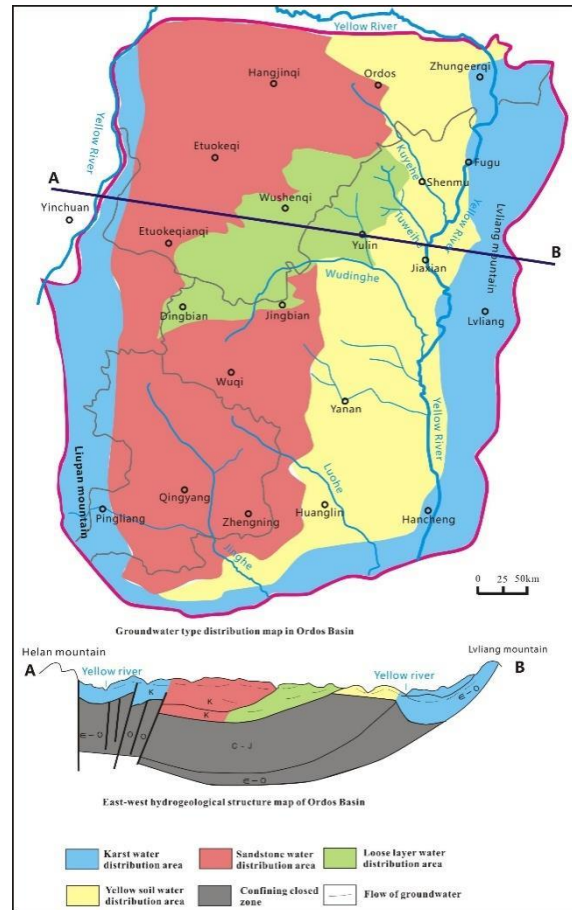 Yellow River
Zhungeerqi
Hangjinqi
Ordos
Yellow River
Kuyehe
Etuokeqi
Fugu
A
Shenmu
Yinchuan
Wushenqi
Tuweihe
Yellow River
Lvliang mountain
Etuokeqianqi
Yulin
Jiaxian
B
Wudinghe
Dingbian
Jingbian
Lvliang
Wuqi
Yanan
Yellow River
Liupan mountain
Luohe
Qingyang
Pingliang
Zhengning
Huanglin
Hancheng
Jinghe
0 25 50km
Groundwater type distribution map in Ordos Basin
Helan mountain
Lvliang mountain
A
Yellow river
Yellow river
B
K
K
Є-O
O
O
C - J
Є-O
Є-O
East-west hydrogeological structure map of Ordos Basin
Karst water
distribution area
Sandstone water
distribution area
Loose layer water
distribution area
Yellow soil water
distribution area
Confining closed
zone
Flow of groundwater